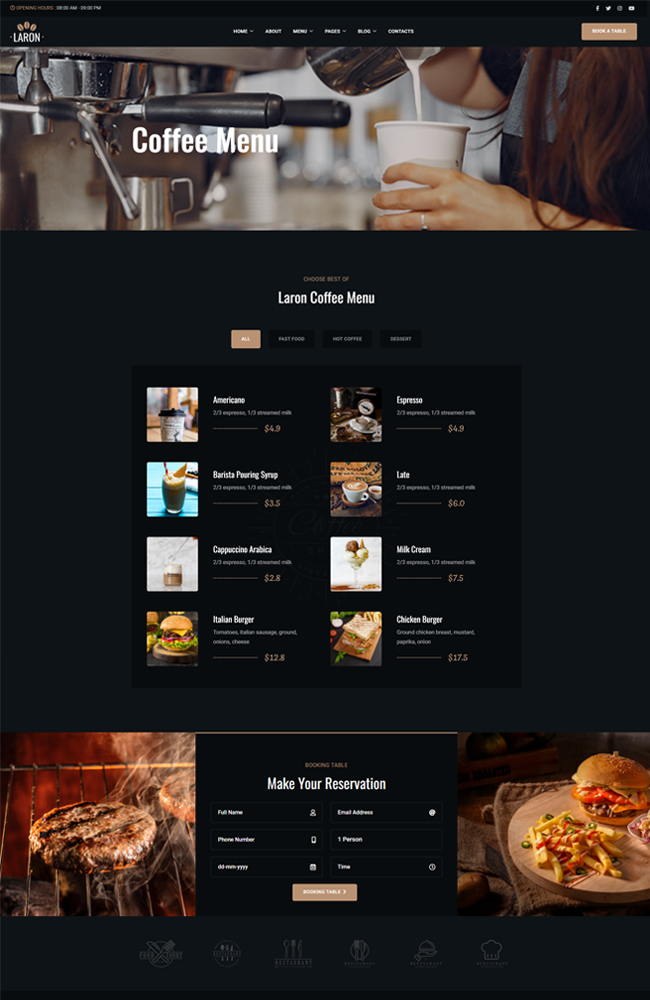 OPENING HOURS : 08:00 AM - 09:00 PM
LARON
HOME
ABOUT
MENU
PAGES
BLOG
CONTACTS
BOOK A TABLE
Coffee Menu
CHOOSE BEST OF
Laron Coffee Menu
ALL
FAST FOOD
HOT COFFEE
DESSERT
Americano
2/3 espresso, 1/3 streamed milk
$4.9
Espresso
2/3 espresso, 1/3 streamed milk
$4.9
Barista Pouring Syrup
2/3 espresso, 1/3 streamed milk
$3.5
Late
2/3 espresso, 1/3 streamed milk
$6.0
Cappuccino Arabica
2/3 espresso, 1/3 streamed milk
$2.8
Milk Cream
2/3 espresso, 1/3 streamed milk
$7.5
Italian Burger
Tomatoes, italian sausage, ground,
onions, cheese
$12.8
Chicken Burger
Ground chicken breast, mustard,
paprika, onion
$17.5
BOOKING TABLE
Make Your Reservation
Full Name
Email Address
Phone Number
1 Person
dd-mm-yyyy
Time
BOOKING TABLE
RESTAURANT